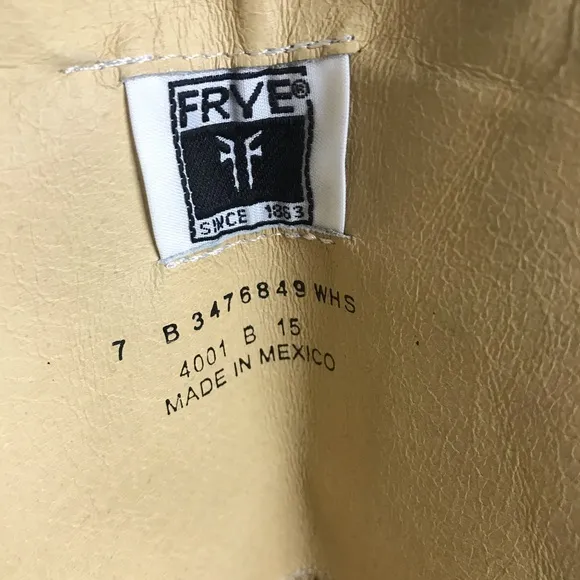 FRYE®
SINCE 1863
7 B 3476849 WHS
4001 B 15
MADE IN MEXICO